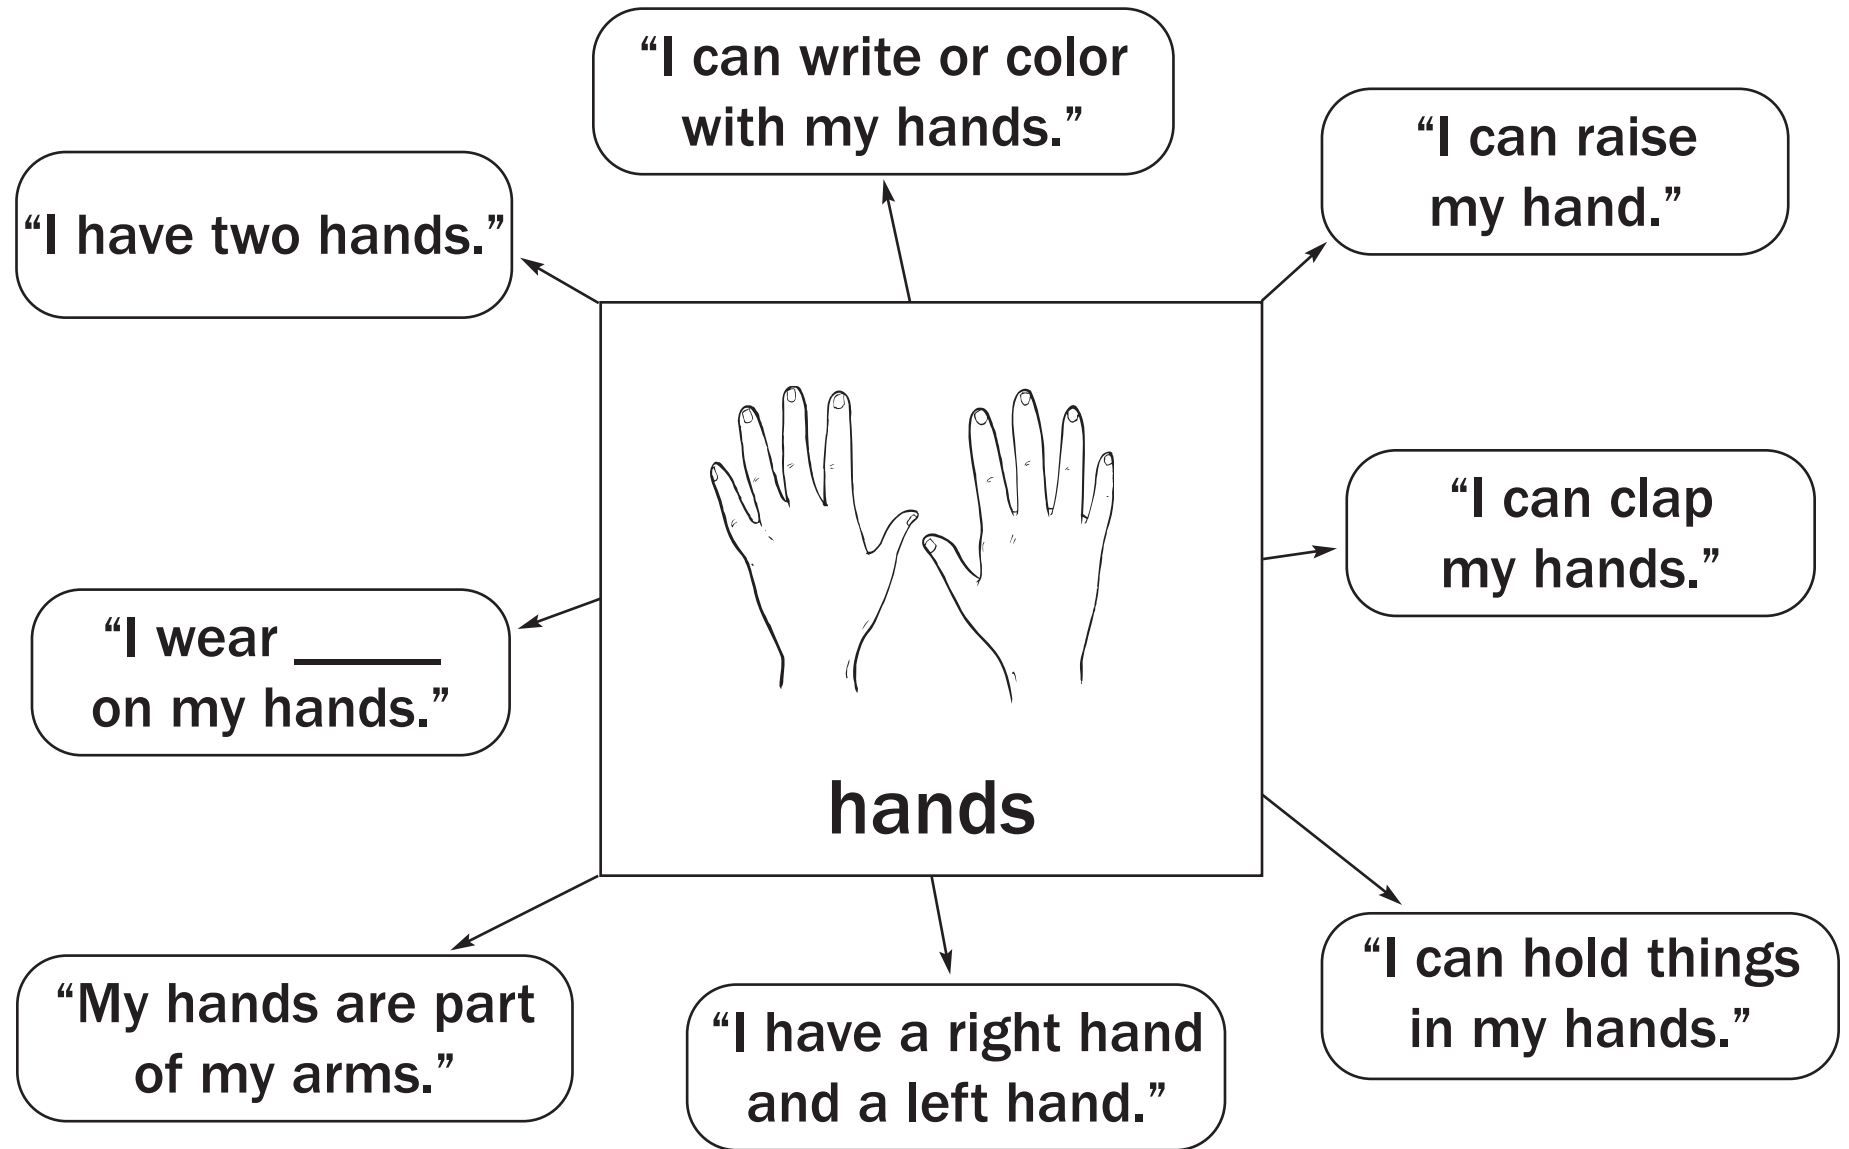 “I can write or color
with my hands.”
“I can raise
my hand.”
“I have two hands.”
“I can clap
my hands.”
“I wear ______
on my hands.”
hands
“I can hold things
in my hands.”
“My hands are part
of my arms.”
“I have a right hand
and a left hand.”